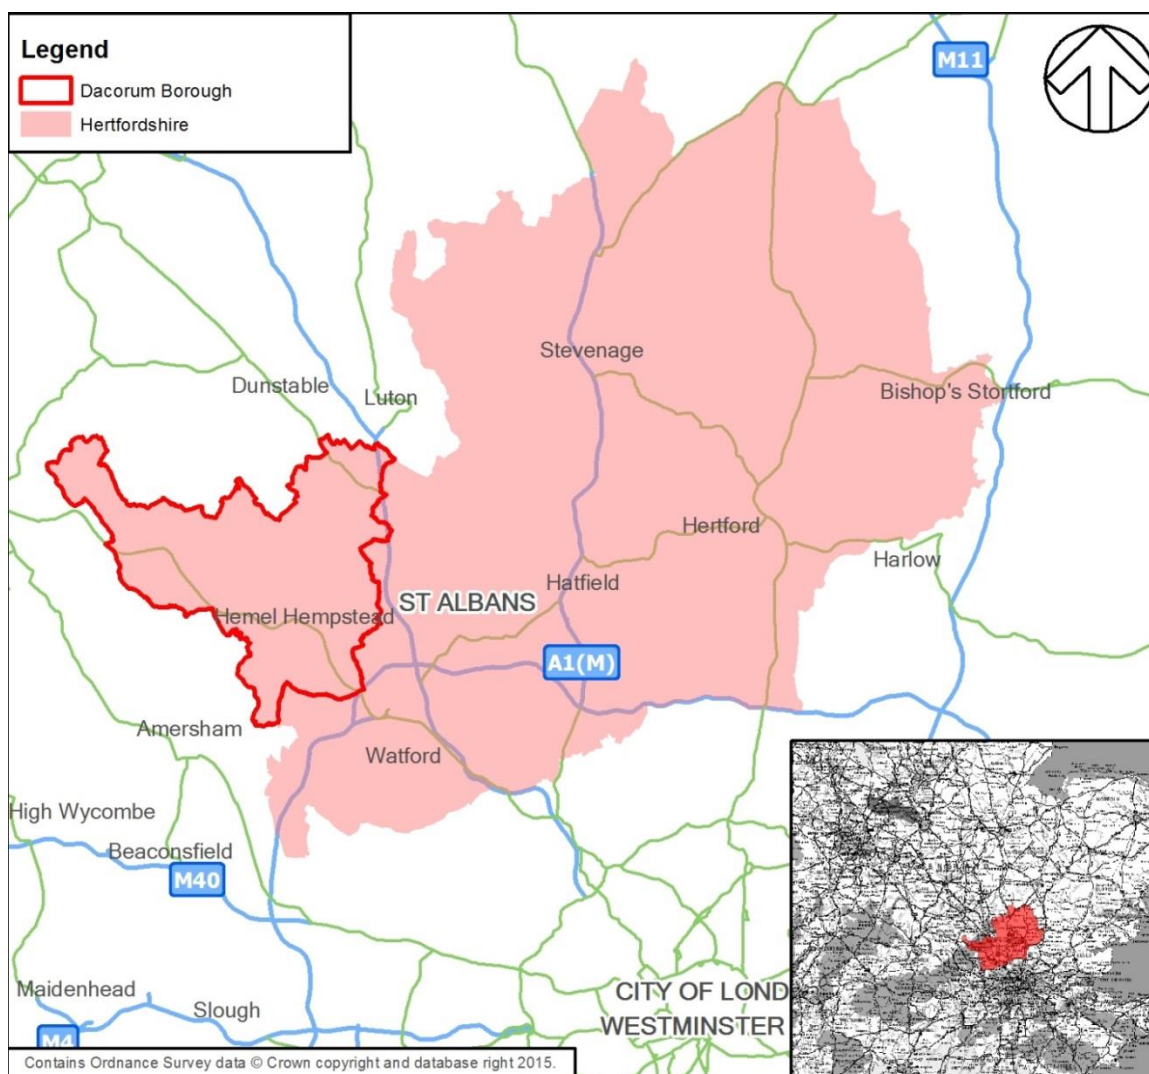 Legend
Dacorum Borough
Hertfordshire
M11
Stevenage
Dunstable
Luton
Bishop's Stortford
Hertford
Harlow
Hatfield
ST ALBANS
Hemel Hempstead
A1(M)
Amersham
Watford
High Wycombe
Beaconsfield
M40
Maidenhead
Slough
CITY OF LOND
WESTMINSTER
M4
Contains Ordnance Survey data © Crown copyright and database right 2015.